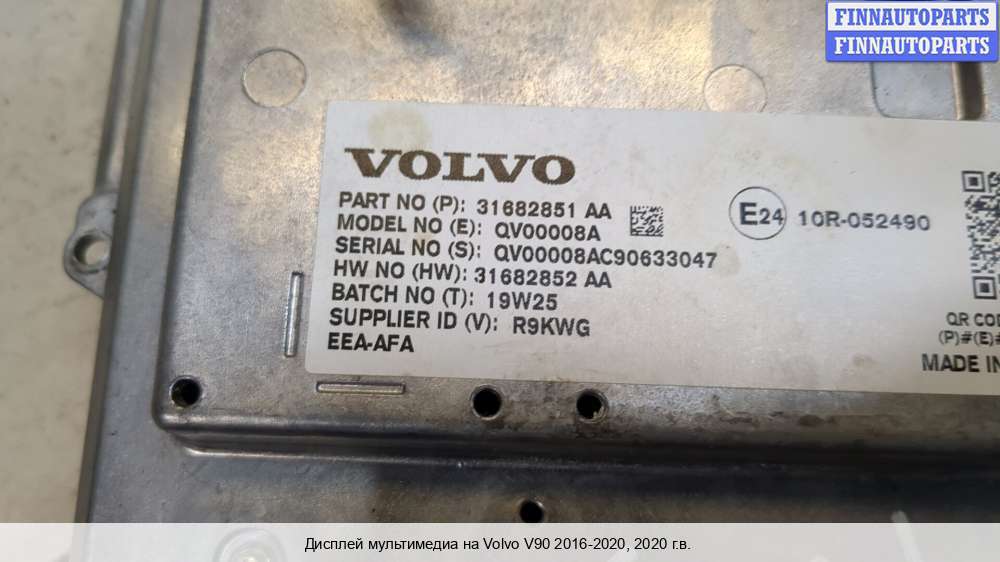 FINNAUTOPARTS
FINNAUTOPARTS
VOLVO
PART NO (P): 31682851 AA
MODEL NO (E): QV00008A
SERIAL NO (S): QV00008AC90633047
HW NO (HW): 31682852 AA
BATCH NO (T): 19W25
SUPPLIER ID (V): R9KWG
EEA-AFA
E24 10R-052490
QR COD
(P)#(E)#
MADE IN
Дисплей мультимедиа на Volvo V90 2016-2020, 2020 г.в.